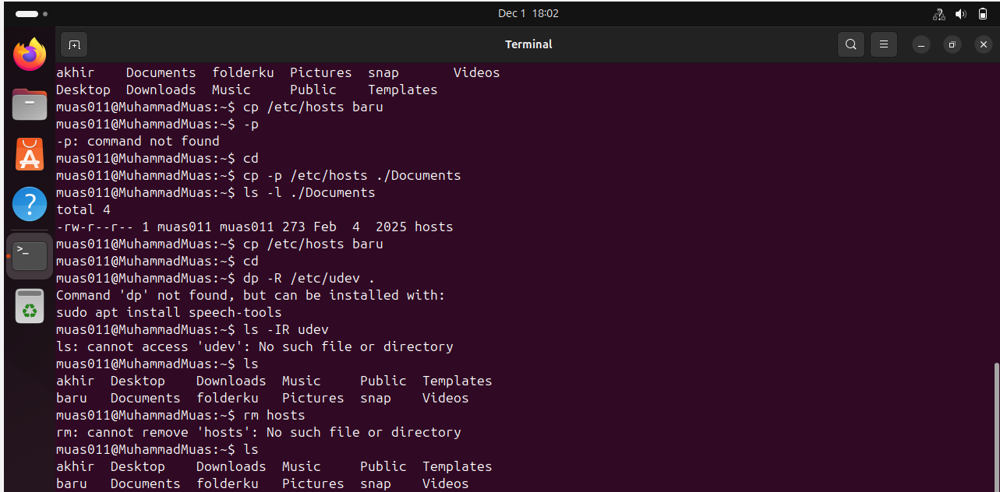 Dec 1 18:02
Terminal
akhir    Documents  folderku  Pictures  snap       Videos
Desktop  Downloads  Music     Public    Templates
muas011@MuhammadMuas:~$ cp /etc/hosts baru
muas011@MuhammadMuas:~$ -p
-p: command not found
muas011@MuhammadMuas:~$ cd
muas011@MuhammadMuas:~$ cp -p /etc/hosts ./Documents
muas011@MuhammadMuas:~$ ls -l ./Documents
total 4
-rw-r--r-- 1 muas011 muas011 273 Feb  4  2025 hosts
muas011@MuhammadMuas:~$ cp /etc/hosts baru
muas011@MuhammadMuas:~$ cd
muas011@MuhammadMuas:~$ dp -R /etc/udev .
Command 'dp' not found, but can be installed with:
sudo apt install speech-tools
muas011@MuhammadMuas:~$ ls -IR udev
ls: cannot access 'udev': No such file or directory
muas011@MuhammadMuas:~$ ls
akhir  Desktop    Downloads  Music     Public  Templates
baru   Documents  folderku   Pictures  snap    Videos
muas011@MuhammadMuas:~$ rm hosts
rm: cannot remove 'hosts': No such file or directory
muas011@MuhammadMuas:~$ ls
akhir  Desktop    Downloads  Music     Public  Templates
baru   Documents  folderku   Pictures  snap    Videos